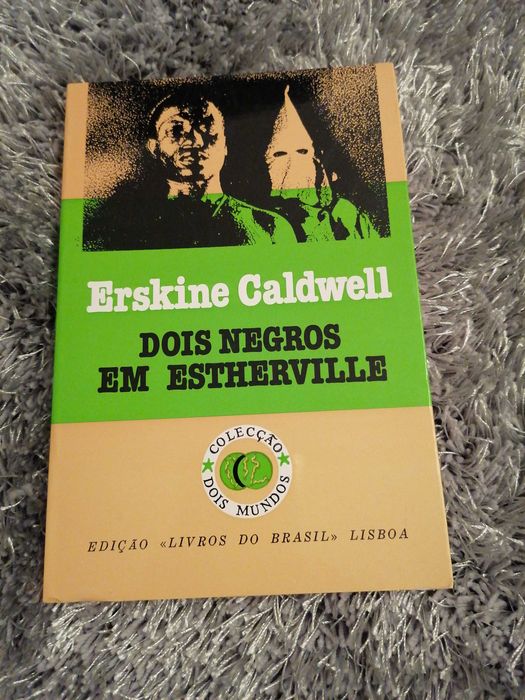 Erskine Caldwell
DOIS NEGROS
EM ESTHERVILLE
COLECÇÃO
DOIS MUNDOS
EDIÇÃO «LIVROS DO BRASIL» LISBOA